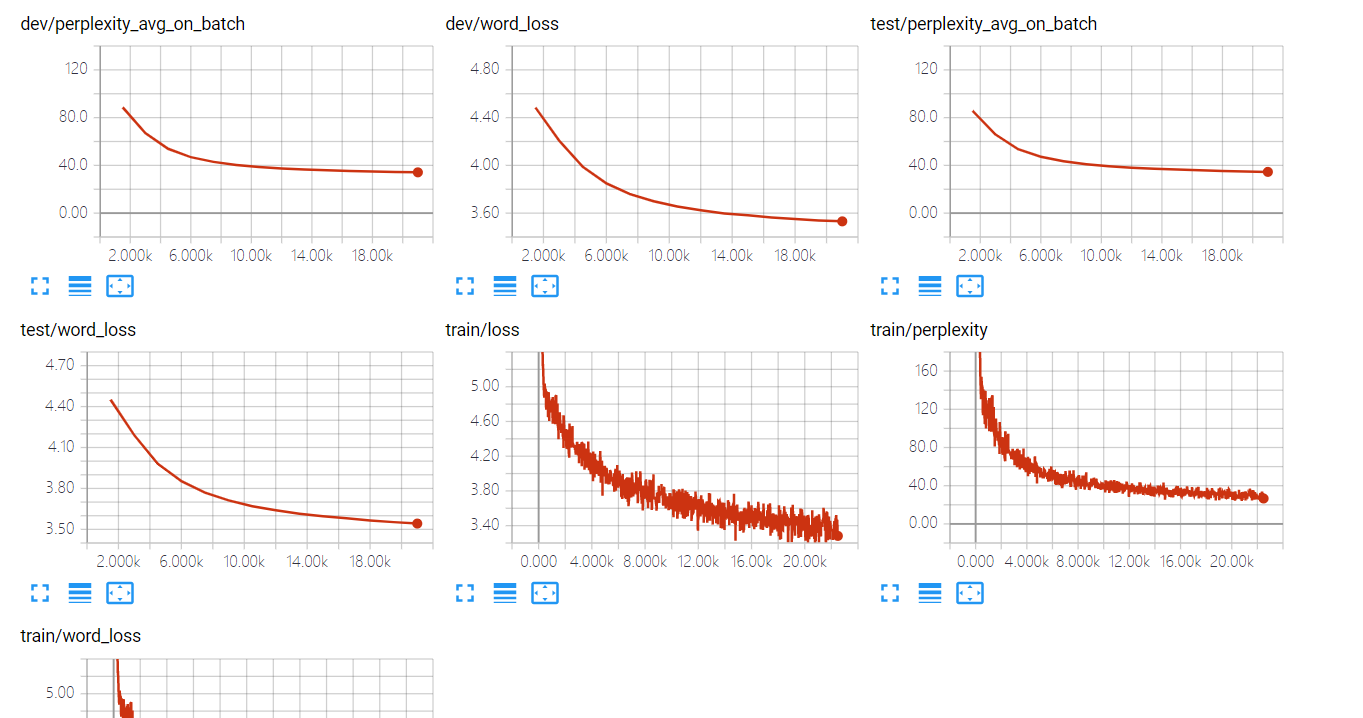 dev/perplexity_avg_on_batch
120
80.0
40.0
0.00
2.000k 6.000k 10.00k 14.00k 18.00k
dev/word_loss
4.80
4.40
4.00
3.60
2.000k 6.000k 10.00k 14.00k 18.00k
test/perplexity_avg_on_batch
120
80.0
40.0
0.00
2.000k 6.000k 10.00k 14.00k 18.00k
test/word_loss
4.70
4.40
4.10
3.80
3.50
2.000k 6.000k 10.00k 14.00k 18.00k
train/loss
5.00
4.60
4.20
3.80
3.40
0.000 4.000k 8.000k 12.00k 16.00k 20.00k
train/perplexity
160
120
80.0
40.0
0.00
0.000 4.000k 8.000k 12.00k 16.00k 20.00k
train/word_loss
5.00